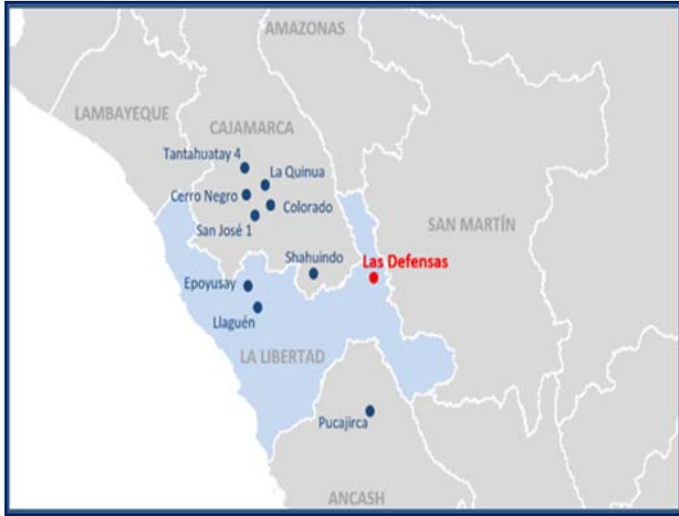 AMAZONAS
LAMBAYEQUE
CAJAMARCA
Tantahuatay 4
La Quinua
Cerro Negro
Colorado
San José 1
SAN MARTÍN
Shahuindo
Las Defensas
Epoyusay
Llaguén
LA LIBERTAD
Pucajirca
ANCASH